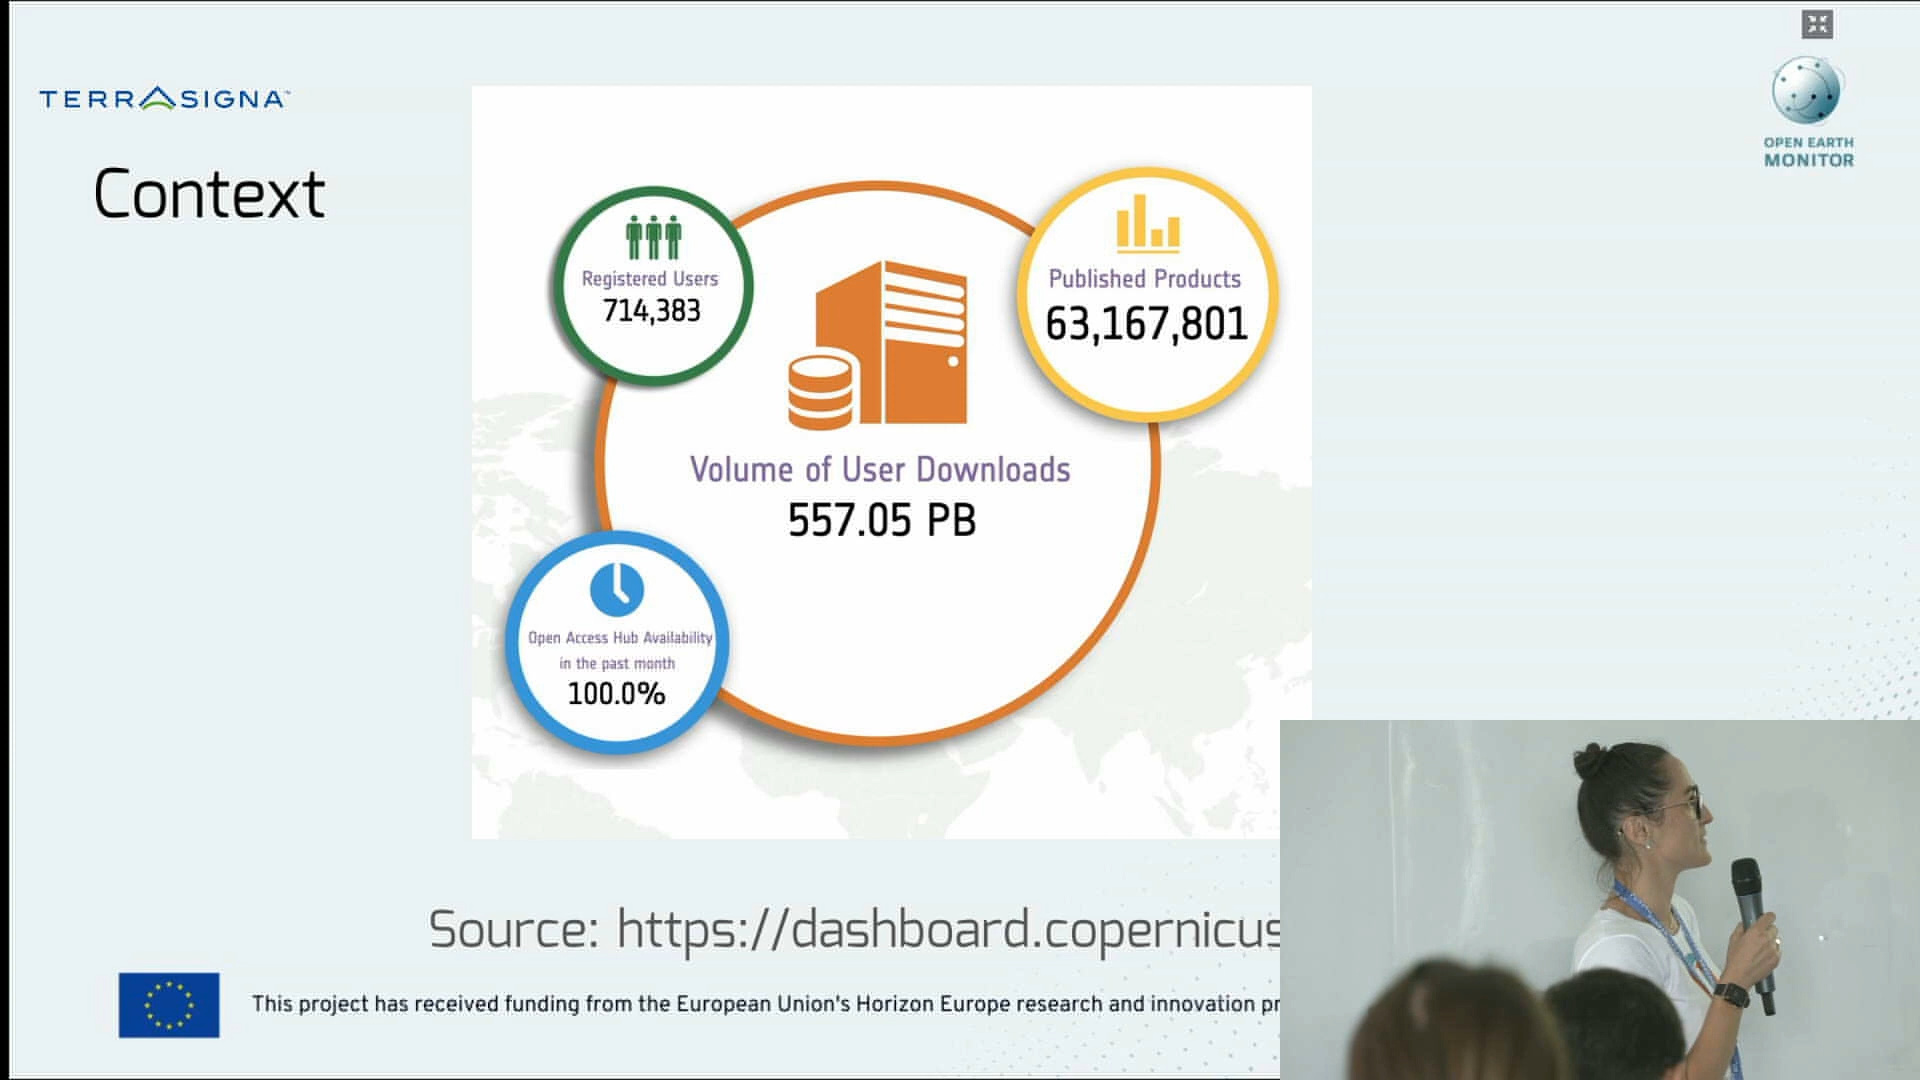 TERRASIGNA™
OPEN EARTH
MONITOR
Context
Registered Users
714,383
Published Products
63,167,801
Volume of User Downloads
557.05 PB
Open Access Hub Availability
in the past month
100.0%
Source: https://dashboard.copernicus
This project has received funding from the European Union's Horizon Europe research and innovation